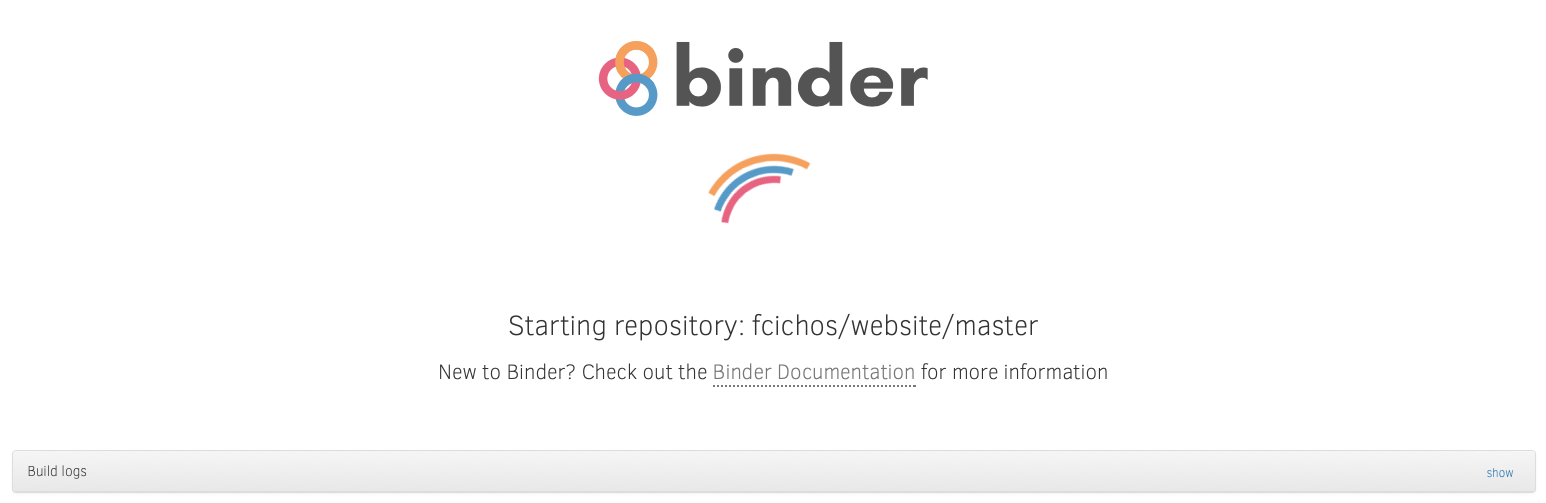 binder
Starting repository: fcichos/website/master
New to Binder? Check out the Binder Documentation for more information
Build logs
show